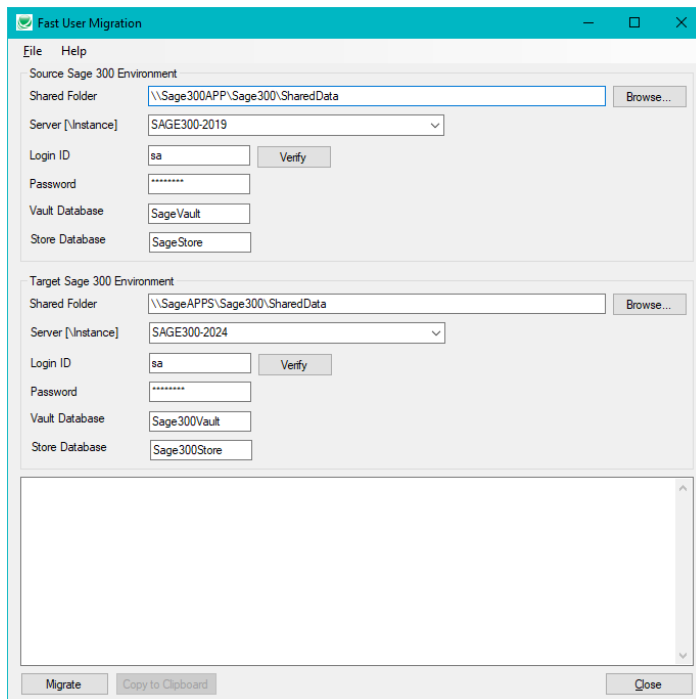 Fast User Migration
File Help
Source Sage 300 Environment
Shared Folder \\Sage300APP\Sage300\SharedData Browse...
Server [\Instance] SAGE300-2019
Login ID sa Verify
Password ********
Vault Database SageVault
Store Database SageStore
Target Sage 300 Environment
Shared Folder \\SageAPPS\Sage300\SharedData Browse...
Server [\Instance] SAGE300-2024
Login ID sa Verify
Password ********
Vault Database Sage300Vault
Store Database Sage300Store
Migrate Copy to Clipboard Close